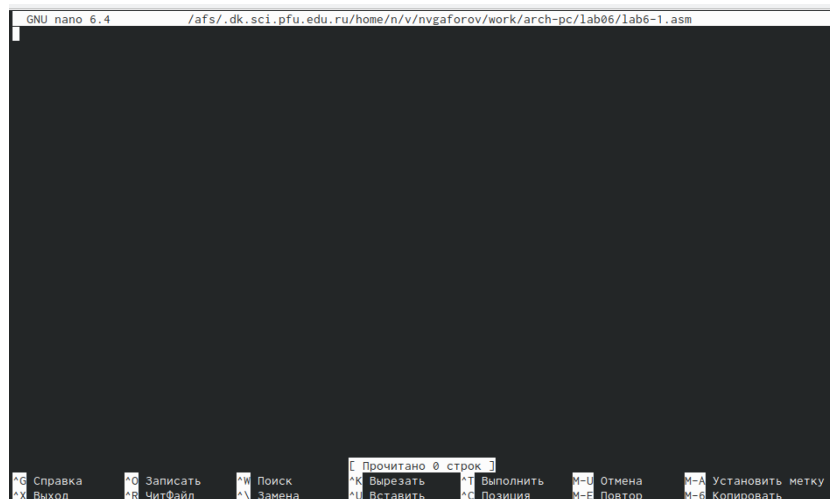 GNU nano 6.4 /afs/.dk.sci.pfu.edu.ru/home/n/v/nvgaforov/work/arch-pc/lab06/lab6-1.asm
[ Прочитано 0 строк ]
^G Справка ^O Записать ^W Поиск ^K Вырезать ^T Выполнить M-U Отмена M-A Установить метку
^X Выход ^R ЧитФайл ^\ Замена ^U Вставить ^C Позиция M-E Повтор M-6 Копировать